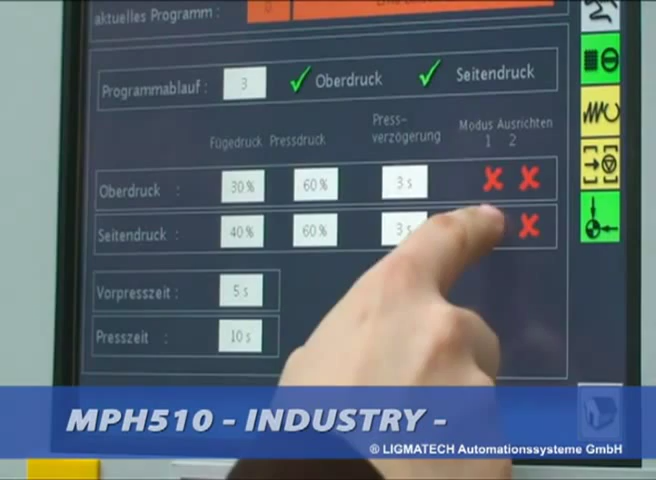 aktuelles Programm : 0
Programmablauf : 3 Oberdruck Seitendruck
Fügedruck Pressdruck Press-verzögerung Modus Ausrichten
1 2
Oberdruck : 30 % 60 % 3 s
Seitendruck : 40 % 60 % 3 s
Vorpresszeit : 5 s
Presszeit : 10 s
MPH510 - INDUSTRY -
® LIGMATECH Automationssysteme GmbH